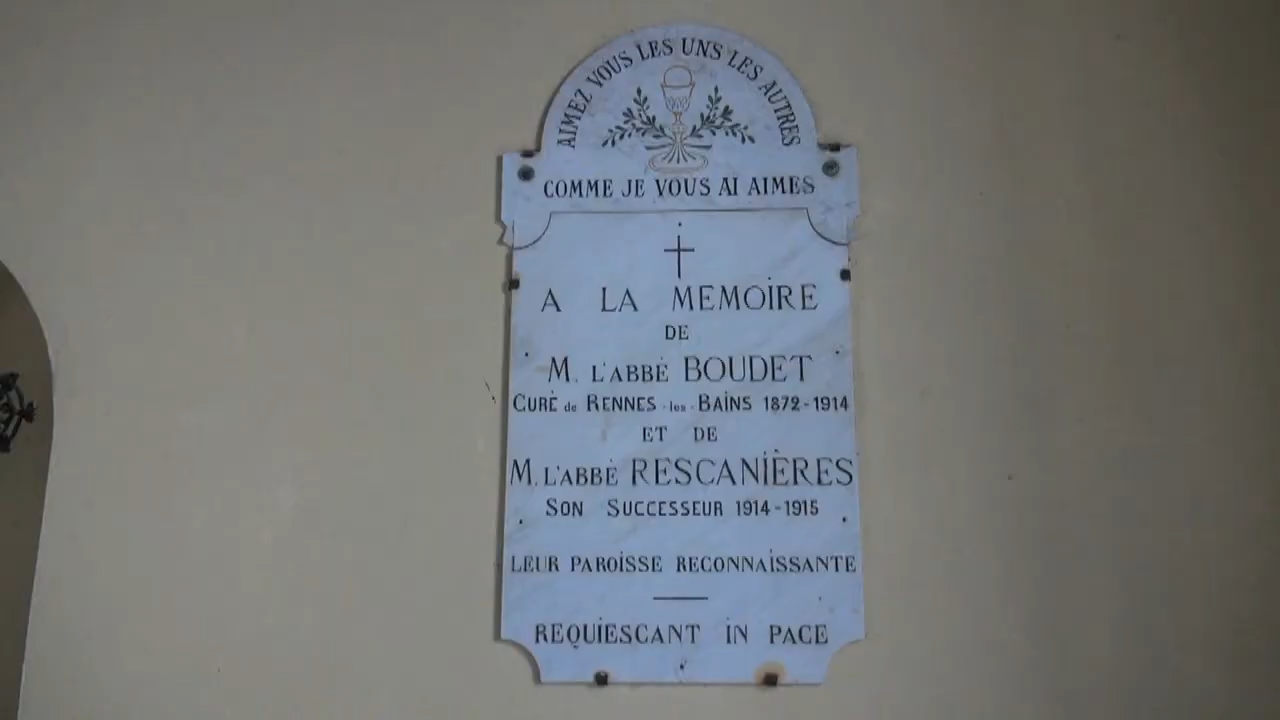 AIMEZ VOUS LES UNS LES AUTRES
COMME JE VOUS AI AIMES
A LA MEMOIRE
DE
M. L'ABBÉ BOUDET
CURÉ de RENNES-les-BAINS 1872-1914
ET DE
M. L'ABBÉ RESCANIÈRES
SON SUCCESSEUR 1914-1915
LEUR PAROISSE RECONNAISSANTE
REQUIESCANT IN PACE